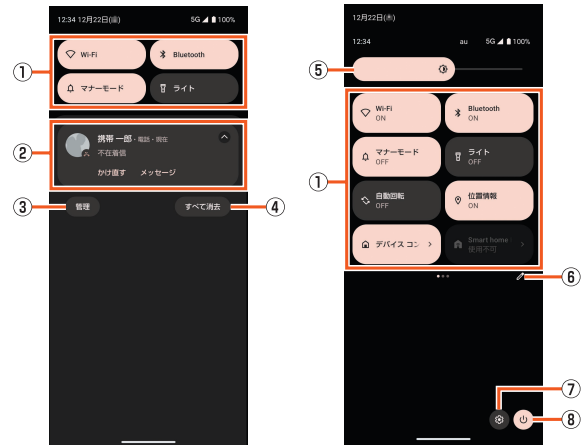 12:34 12月22日(金) 5G 100%
① Wi-Fi Bluetooth
マナーモード ライト
② 携帯 一郎・電話・現在
不在着信
かけ直す メッセージ
③ 管理 すべて消去 ④
12月22日(木)
12:34 au 5G 100%
⑤
① Wi-Fi
ON
Bluetooth
ON
マナーモード
OFF
ライト
OFF
自動回転
OFF
位置情報
ON
デバイス コン
Smart home
使用不可
⑥
⑦
⑧